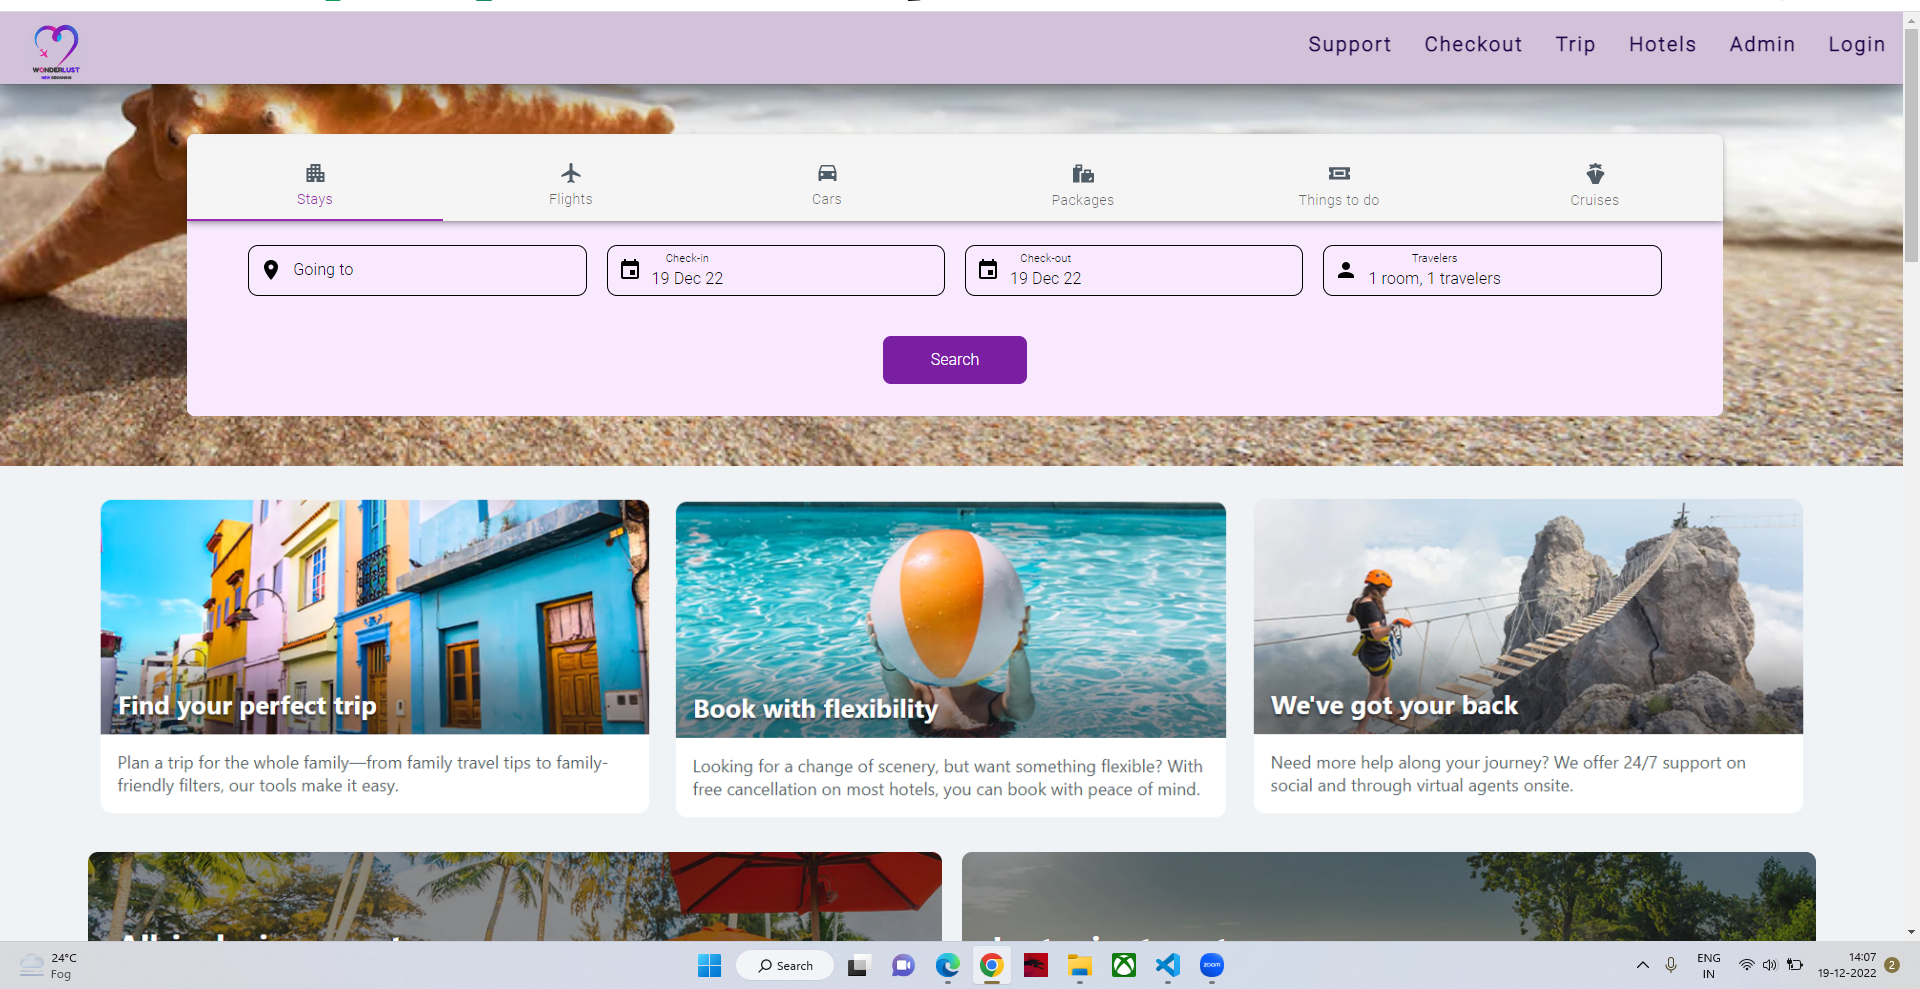 WONDERLUST
NEW BEGINNING
Support Checkout Trip Hotels Admin Login
Stays Flights Cars Packages Things to do Cruises
Going to
Check-in
19 Dec 22
Check-out
19 Dec 22
Travelers
1 room, 1 travelers
Search
Find your perfect trip
Plan a trip for the whole family—from family travel tips to family-
friendly filters, our tools make it easy.
Book with flexibility
Looking for a change of scenery, but want something flexible? With
free cancellation on most hotels, you can book with peace of mind.
We've got your back
Need more help along your journey? We offer 24/7 support on
social and through virtual agents onsite.
24°C
Fog
Search
zoom
ENG
IN
14:07
19-12-2022
2